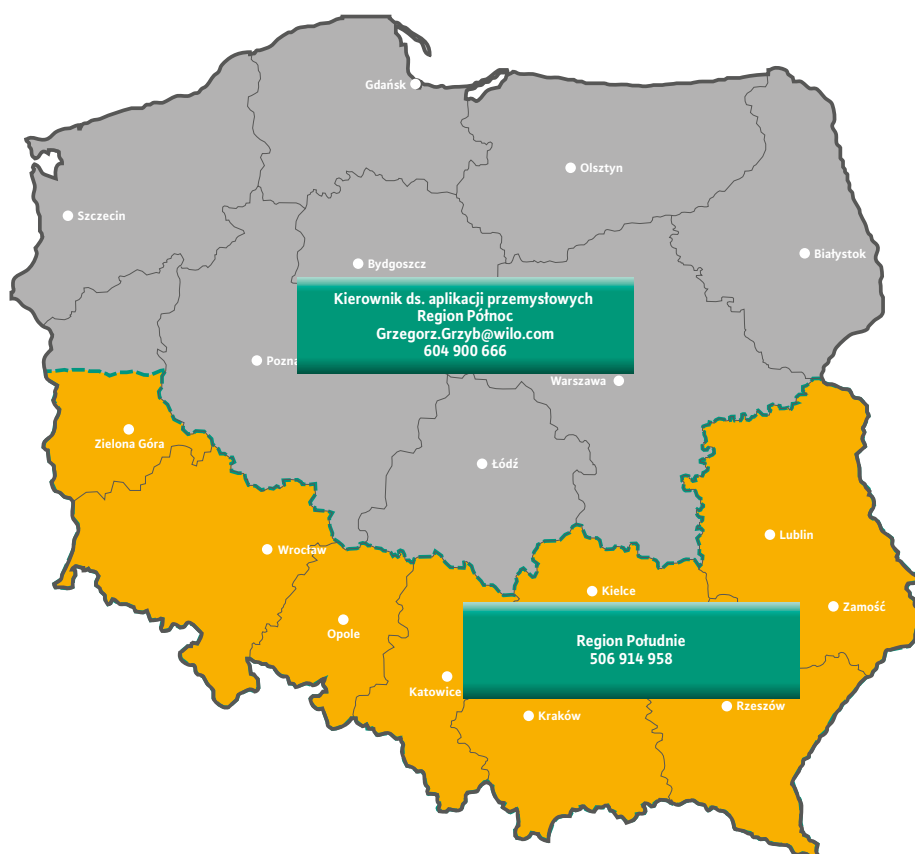 Gdańsk
Olsztyn
Szczecin
Białystok
Bydgoszcz
Kierownik ds. aplikacji przemysłowych
Region Północ
Grzegorz.Grzyb@wilo.com
604 900 666
Warszawa
Zielona Góra
Łódź
Lublin
Wrocław
Kielce
Zamość
Opole
Region Południe
506 914 958
Katowice
Rzeszów
Kraków